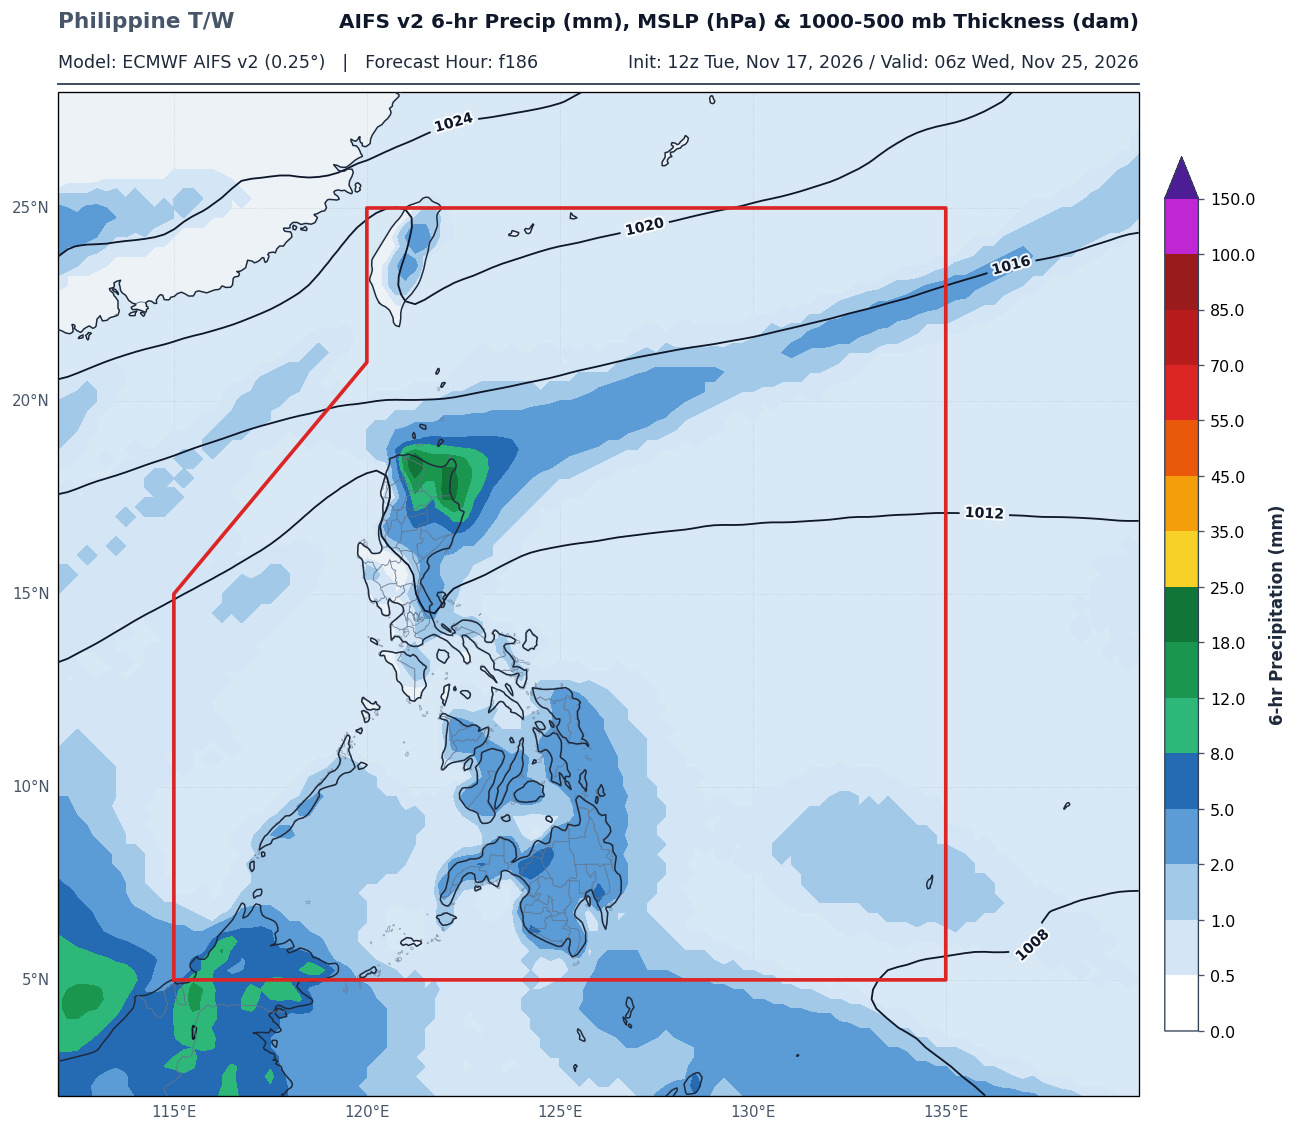 Philippine T/W
AIFS v2 6-hr Precip (mm), MSLP (hPa) & 1000-500 mb Thickness (dam)
Model: ECMWF AIFS v2 (0.25°)   |   Forecast Hour: f186
Init: 12z Tue, Nov 17, 2026 / Valid: 06z Wed, Nov 25, 2026
1024
1020
1016
1012
1008
25°N
20°N
15°N
10°N
5°N
115°E
120°E
125°E
130°E
135°E
150.0
100.0
85.0
70.0
55.0
45.0
35.0
25.0
18.0
12.0
8.0
5.0
2.0
1.0
0.5
0.0
6-hr Precipitation (mm)